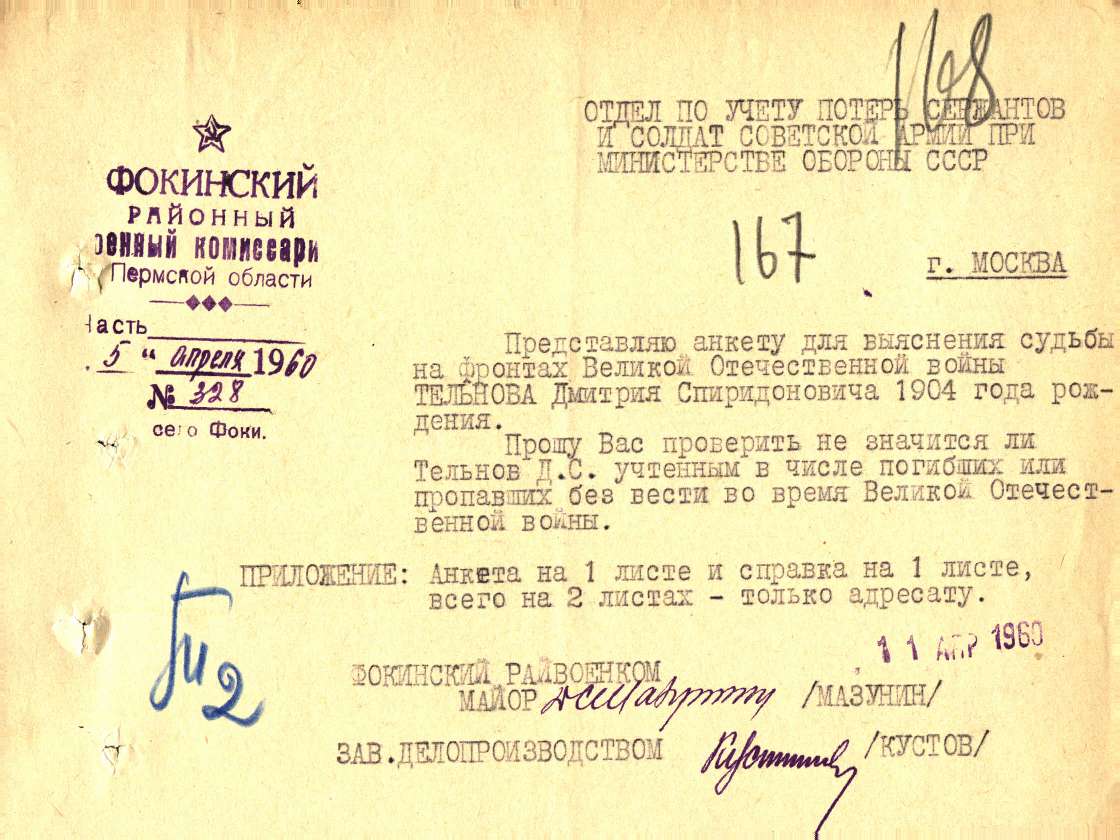 168
ОТДЕЛ ПО УЧЕТУ ПОТЕРЬ СЕРЖАНТОВ
И СОЛДАТ СОВЕТСКОЙ АРМИИ ПРИ
МИНИСТЕРСТВЕ ОБОРОНЫ СССР
167
г. МОСКВА
ФОКИНСКИЙ
РАЙОННЫЙ
оенный комиссари
Пермской области
Часть
5 " апреля 1960
№ 328
село Фоки.
Представляю анкету для выяснения судьбы
на фронтах Великой Отечественной войны
ТЕЛЬНОВА Дмитрия Спиридоновича 1904 года рож-
дения.
Прошу Вас проверить не значится ли
Тельнов Д.С. учтенным в числе погибших или
пропавших без вести во время Великой Отечест-
венной войны.
ПРИЛОЖЕНИЕ: Анкета на 1 листе и справка на 1 листе,
всего на 2 листах - только адресату.
11 АПР 1960
ФОКИНСКИЙ РАЙВОЕНКОМ
МАЙОР /МАЗУНИН/
ЗАВ.ДЕЛОПРОИЗВОДСТВОМ /КУСТОВ/